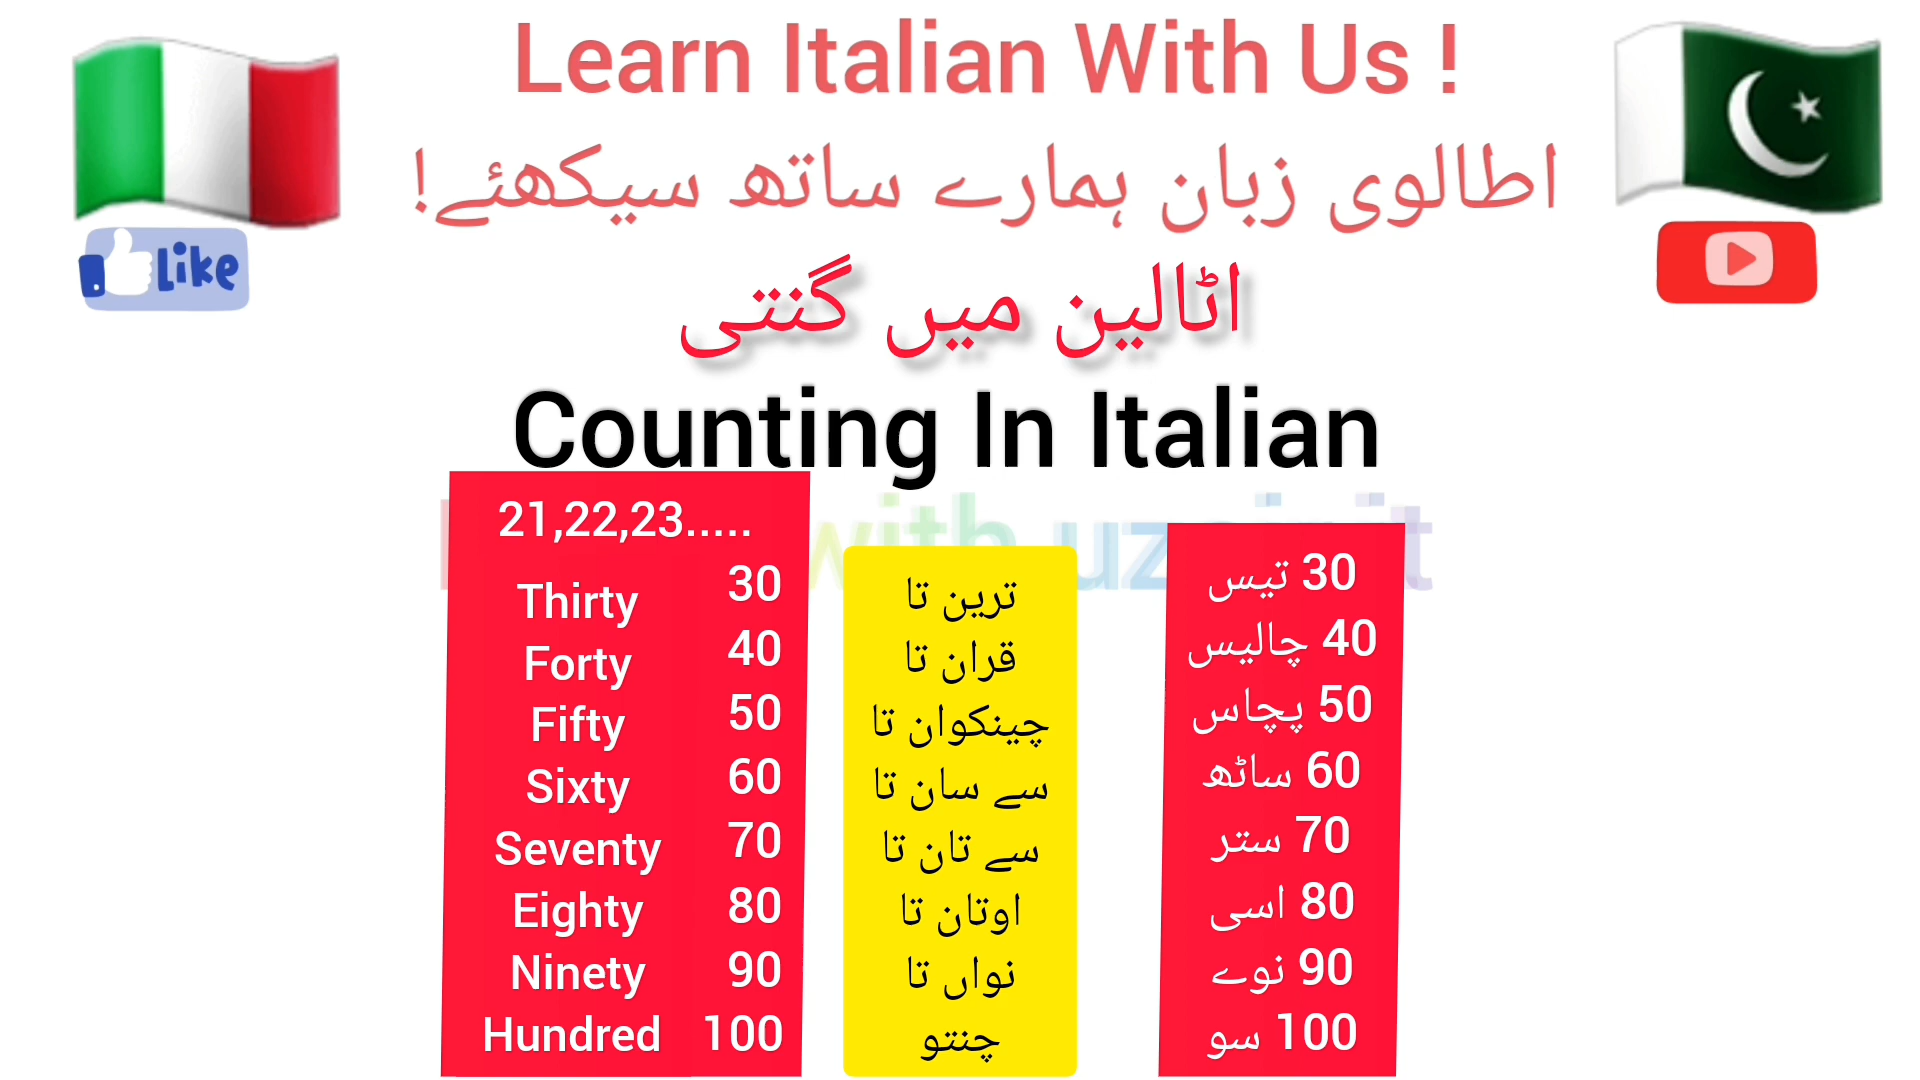 Learn Italian With Us !
اطالوی زبان ہمارے ساتھ سیکھئے!
Like
اٹالین میں گنتی
Counting In Italian
21,22,23.....
Thirty 30
Forty 40
Fifty 50
Sixty 60
Seventy 70
Eighty 80
Ninety 90
Hundred 100
with uz
ترین تا
قران تا
چینکوان تا
سے سان تا
سے تان تا
اوتان تا
نواں تا
چنتو
30 تیس
40 چالیس
50 پچاس
60 ساٹھ
70 ستر
80 اسی
90 نوے
100 سو